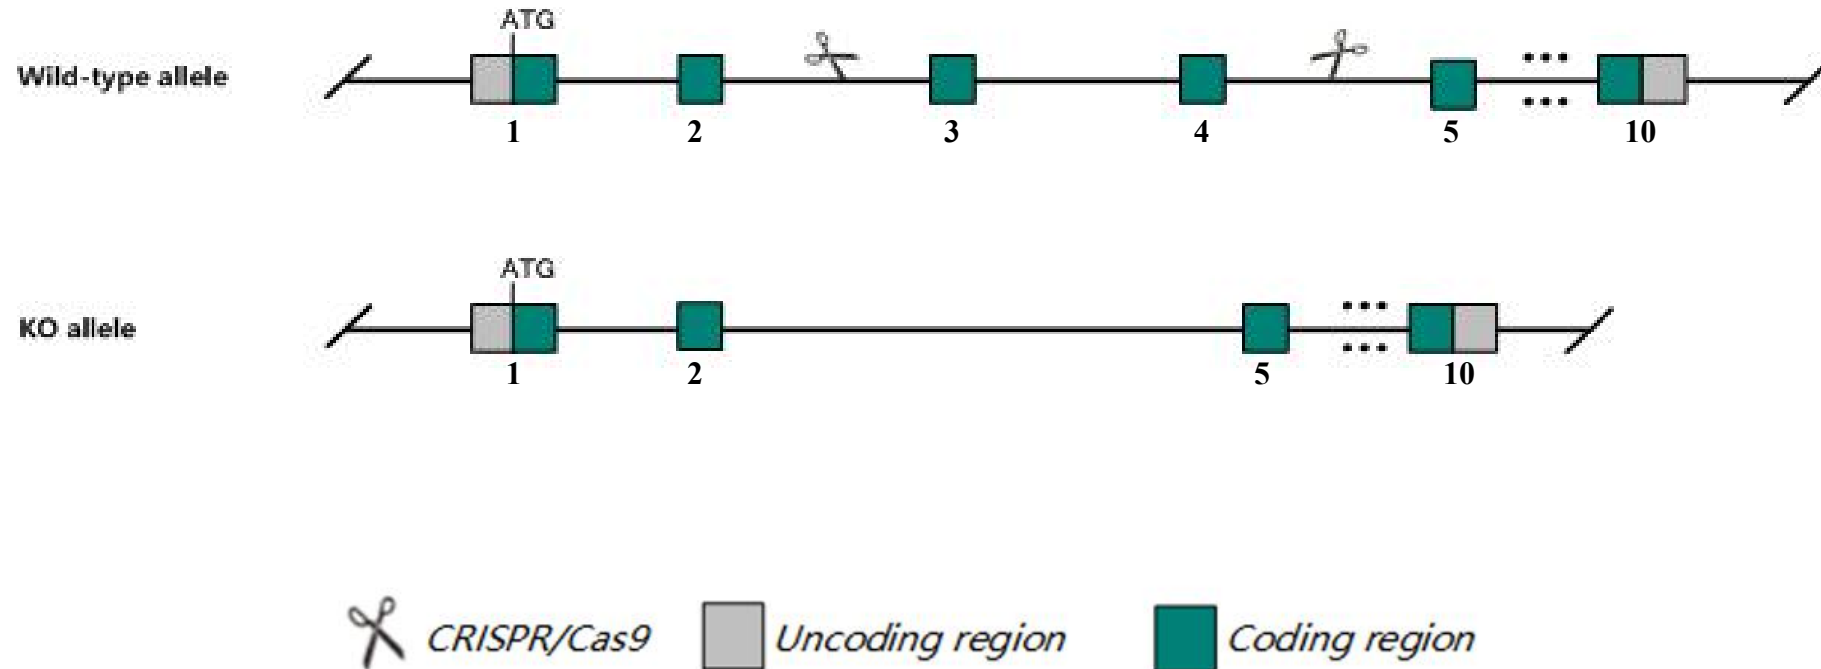 ATG
Wild-type allele
1 2 3 4 5 10
ATG
KO allele
1 2 5 10
CRISPR/Cas9 Uncoding region Coding region